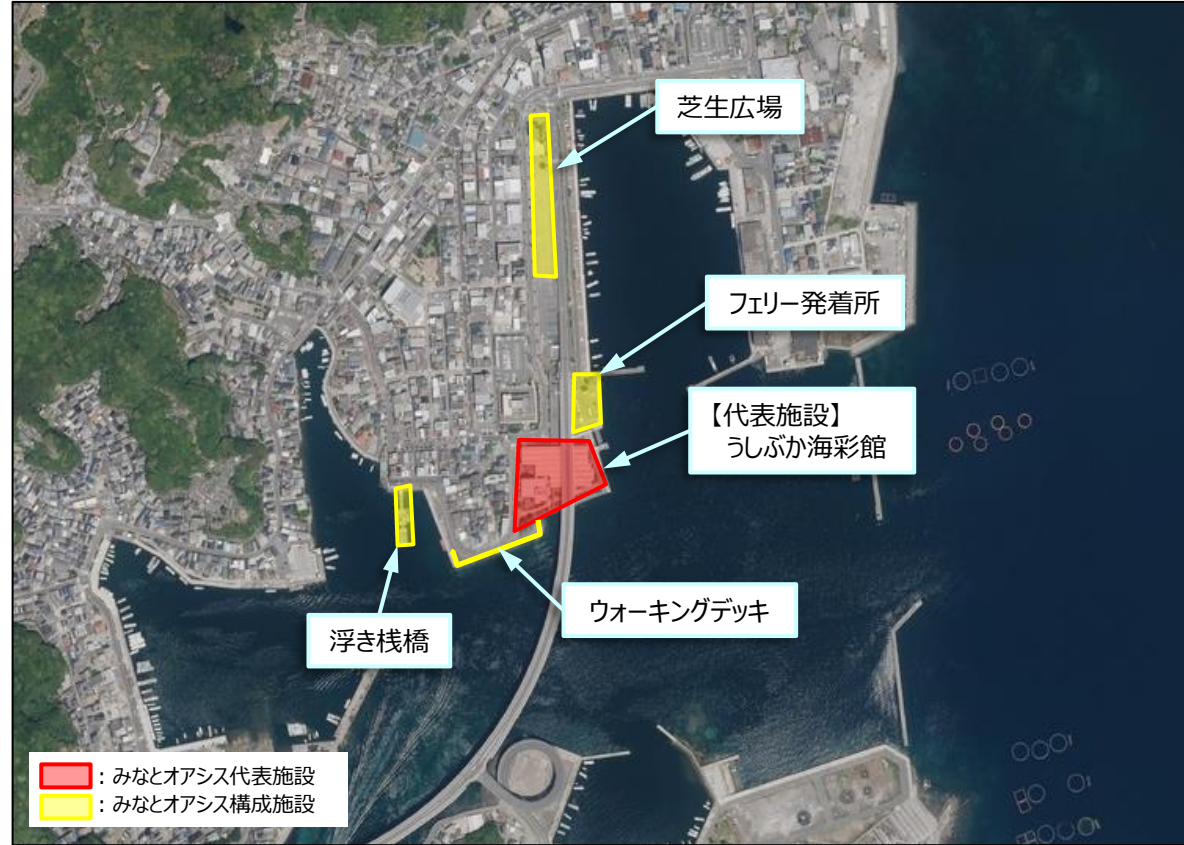 芝生広場
フェリー発着所
【代表施設】
うしぶか海彩館
ウォーキングデッキ
浮き桟橋
：みなとオアシス代表施設
：みなとオアシス構成施設